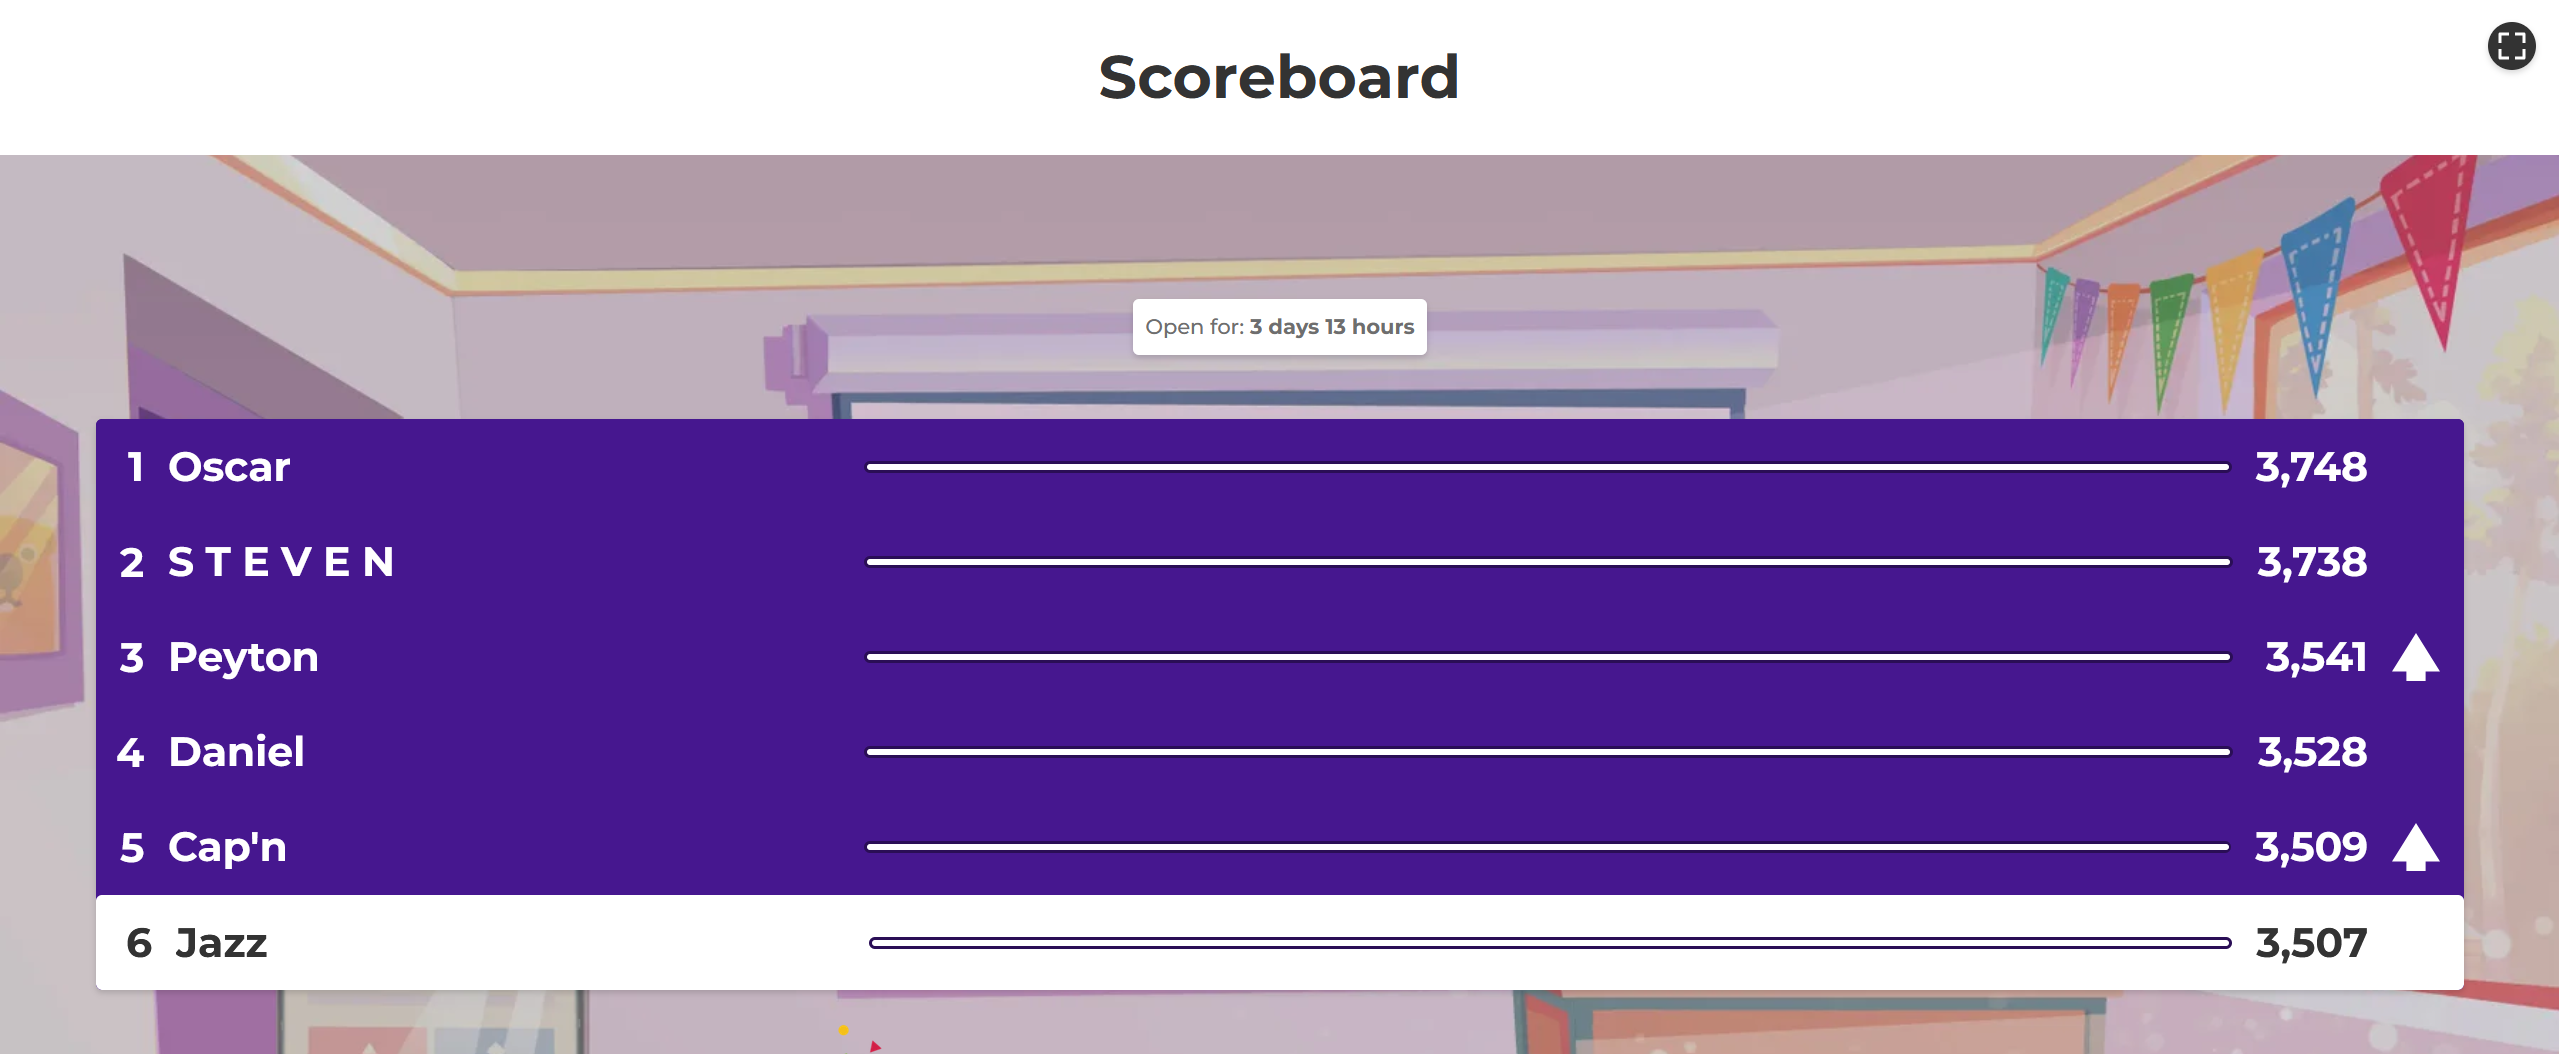 Scoreboard
Open for: 3 days 13 hours
1 Oscar 3,748
2 S T E V E N 3,738
3 Peyton 3,541
4 Daniel 3,528
5 Cap'n 3,509
6 Jazz 3,507